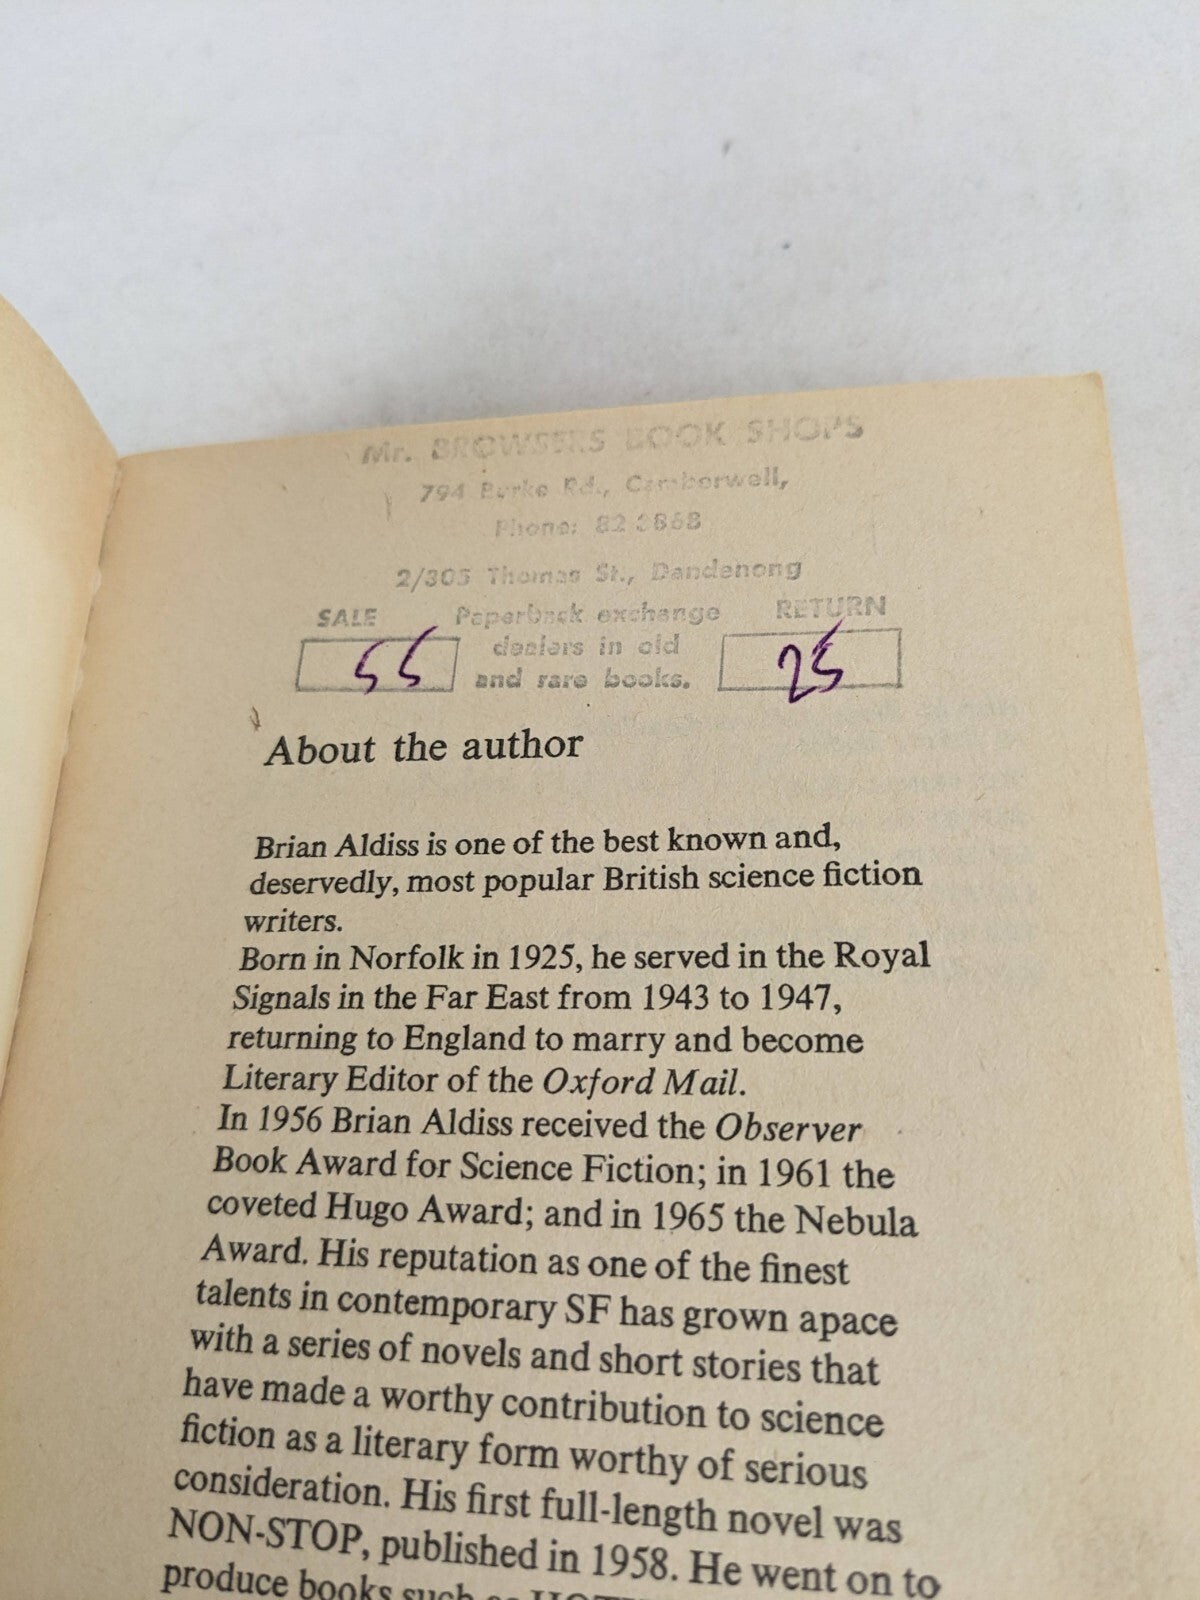 Mr. BROWSERS BOOK SHOPS
794 Burke Rd., Camberwell,
Phone: 82 3868
2/305 Thomas St., Dandenong
SALE Paperback exchange RETURN
55 dealers in old 25
and rare books.
About the author
Brian Aldiss is one of the best known and,
deservedly, most popular British science fiction
writers.
Born in Norfolk in 1925, he served in the Royal
Signals in the Far East from 1943 to 1947,
returning to England to marry and become
Literary Editor of the Oxford Mail.
In 1956 Brian Aldiss received the Observer
Book Award for Science Fiction; in 1961 the
coveted Hugo Award; and in 1965 the Nebula
Award. His reputation as one of the finest
talents in contemporary SF has grown apace
with a series of novels and short stories that
have made a worthy contribution to science
fiction as a literary form worthy of serious
consideration. His first full-length novel was
NON-STOP, published in 1958. He went on to
produce books such as